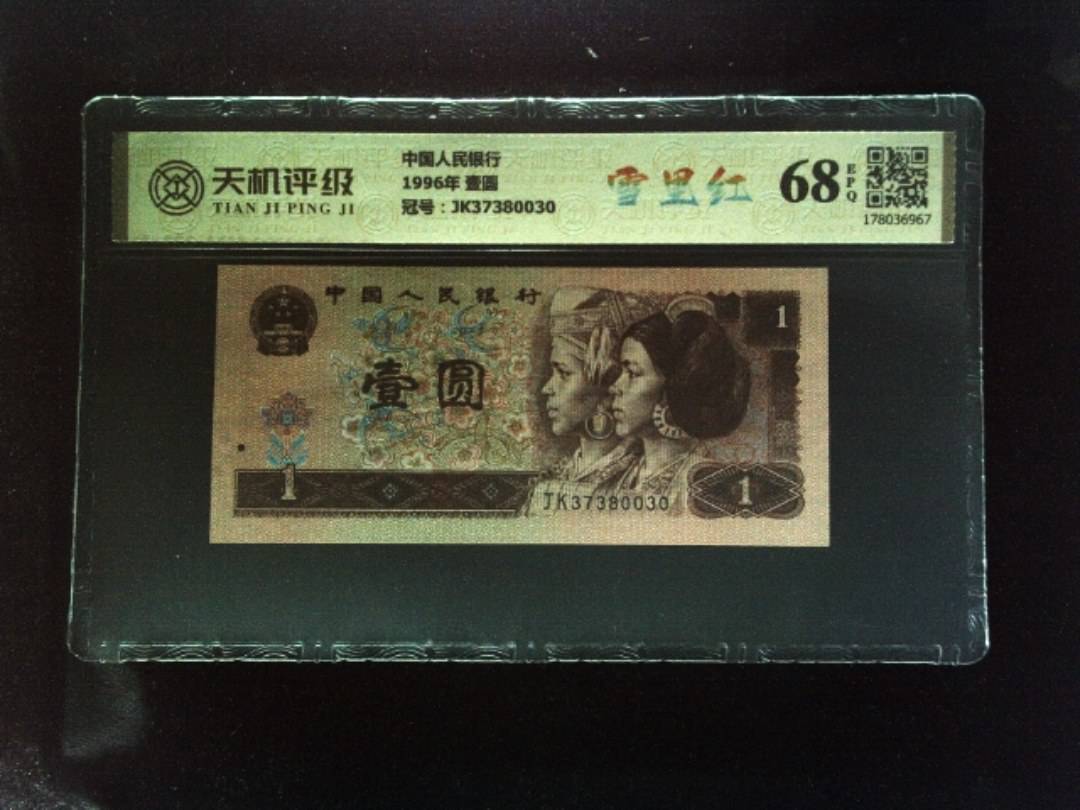 天机评级
TIAN JI PING JI
中国人民银行
1996年 壹圆
冠号：JK37380030
雪里红
68
EPQ
178036967
中国人民银行
1
壹圆
1
JK37380030
1